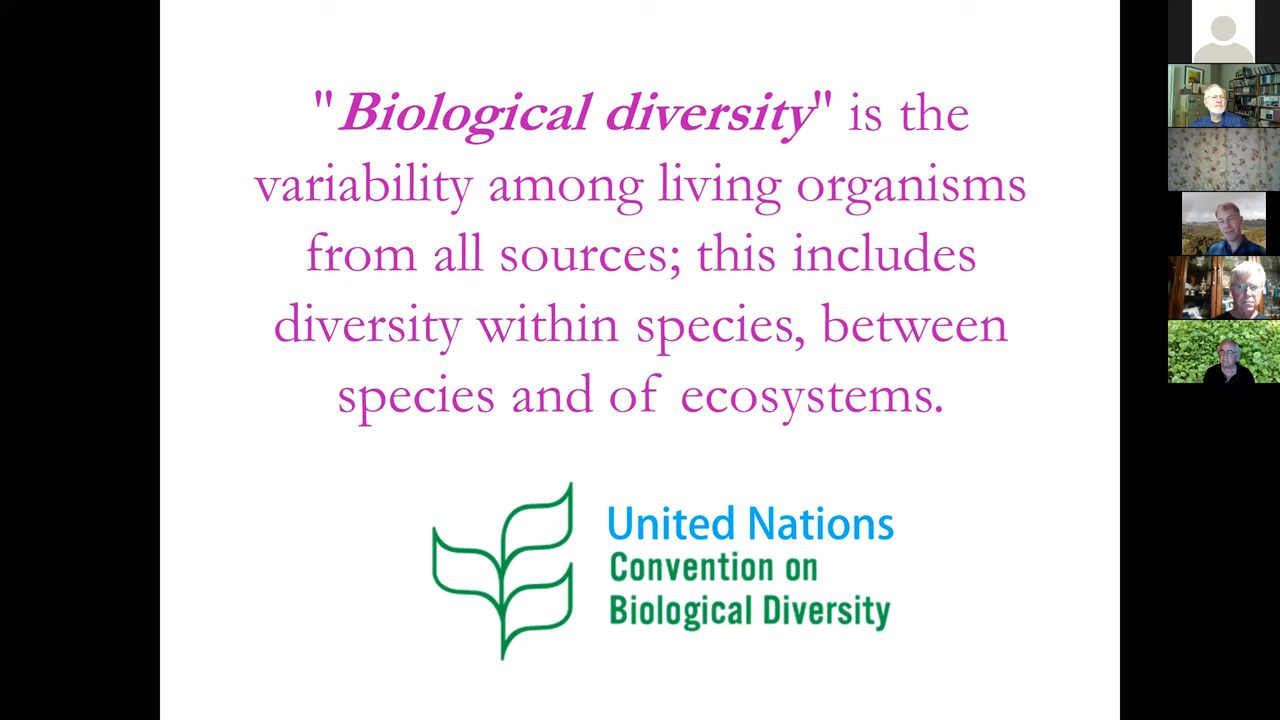 "Biological diversity" is the
variability among living organisms
from all sources; this includes
diversity within species, between
species and of ecosystems.
United Nations
Convention on
Biological Diversity